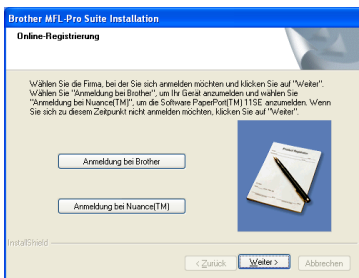 Brother MFL-Pro Suite Installation
Online-Registrierung
Wählen Sie die Firma, bei der Sie sich anmelden möchten und klicken Sie auf "Weiter".
Wählen Sie "Anmeldung bei Brother", um Ihr Gerät anzumelden und wählen Sie
"Anmeldung bei Nuance(TM)", um die Software PaperPort(TM) 11SE anzumelden. Wenn
Sie sich zu diesem Zeitpunkt nicht anmelden möchten, klicken Sie auf "Weiter".
Product Registration
Anmeldung bei Brother
Anmeldung bei Nuance(TM)
InstallShield
< Zurück Weiter > Abbrechen